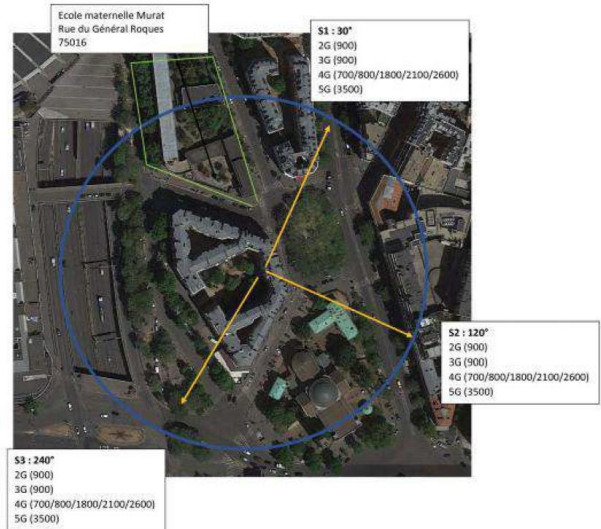 Ecole maternelle Murat
Rue du Général Roques
75016
S1 : 30°
2G (900)
3G (900)
4G (700/800/1800/2100/2600)
5G (3500)
S2 : 120°
2G (900)
3G (900)
4G (700/800/1800/2100/2600)
5G (3500)
S3 : 240°
2G (900)
3G (900)
4G (700/800/1800/2100/2600)
5G (3500)